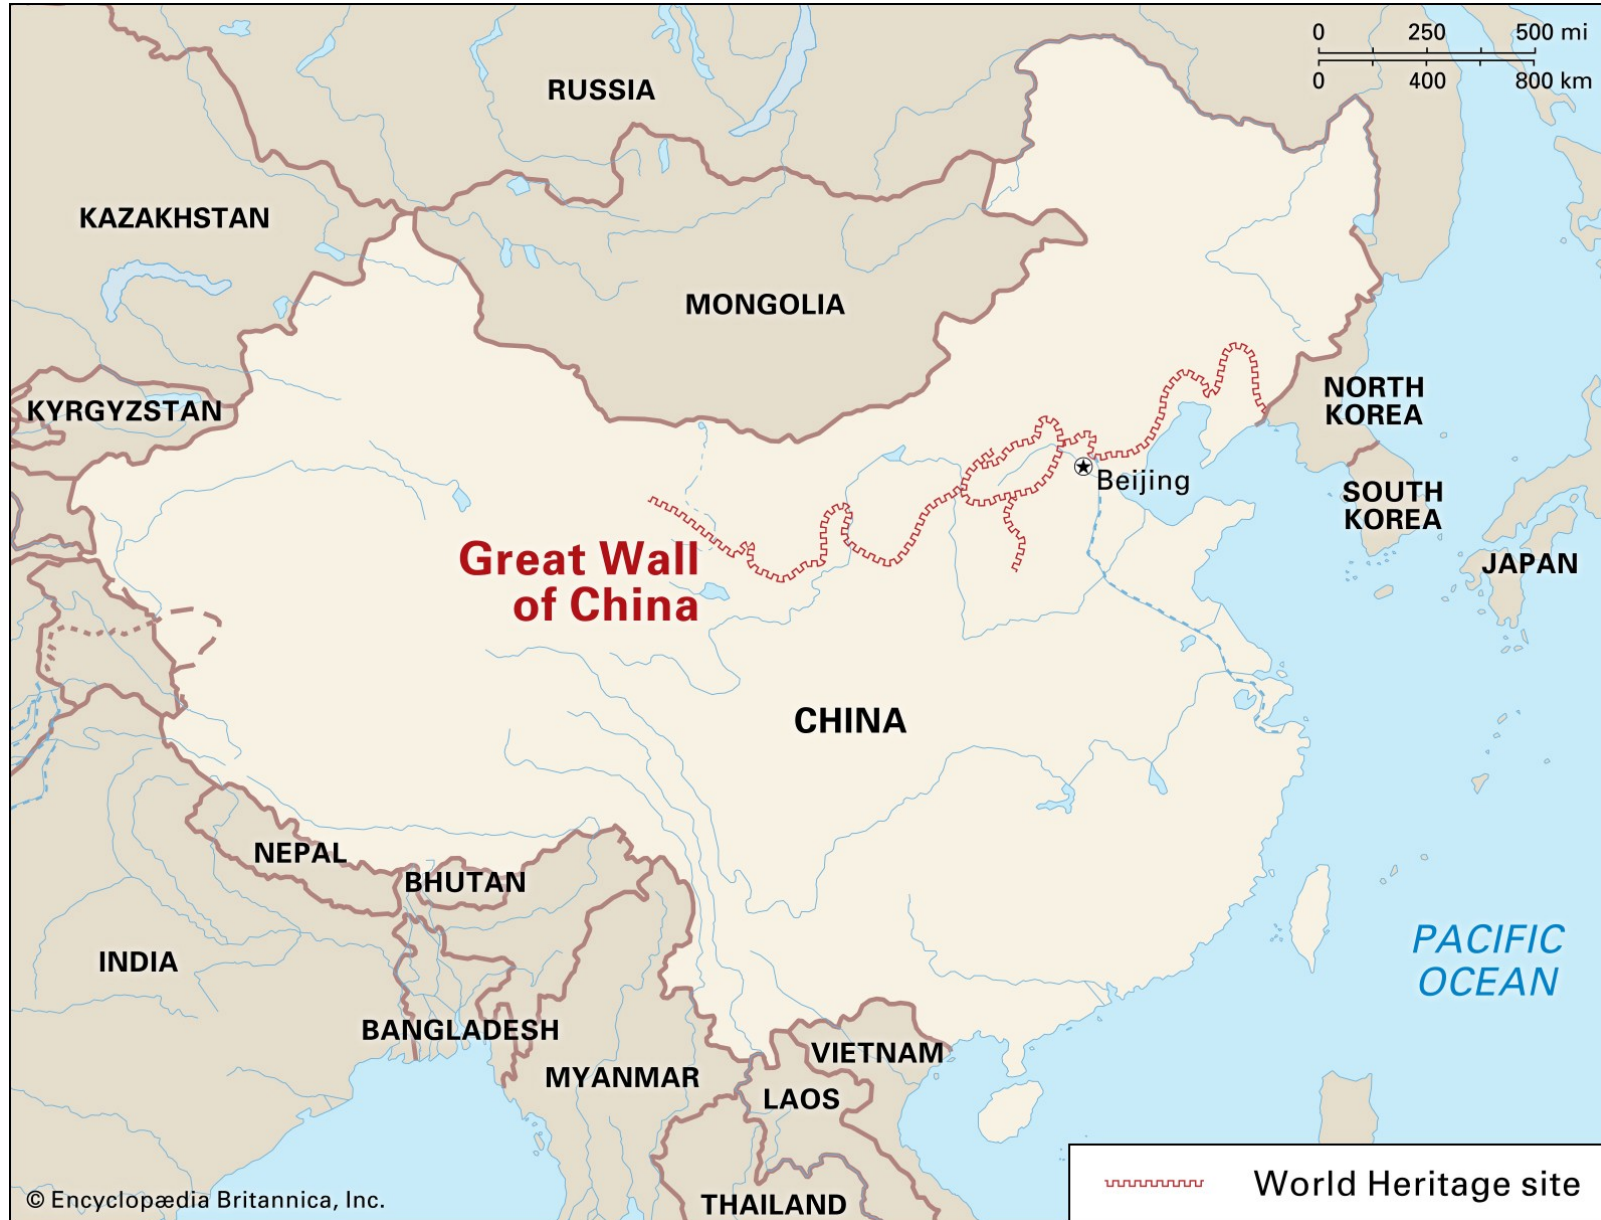 0 250 500 mi
0 400 800 km
RUSSIA
KAZAKHSTAN
MONGOLIA
KYRGYZSTAN
NORTH
KOREA
Beijing
SOUTH
KOREA
JAPAN
Great Wall
of China
CHINA
NEPAL
BHUTAN
INDIA
PACIFIC
OCEAN
BANGLADESH
VIETNAM
MYANMAR
LAOS
THAILAND
World Heritage site
© Encyclopædia Britannica, Inc.